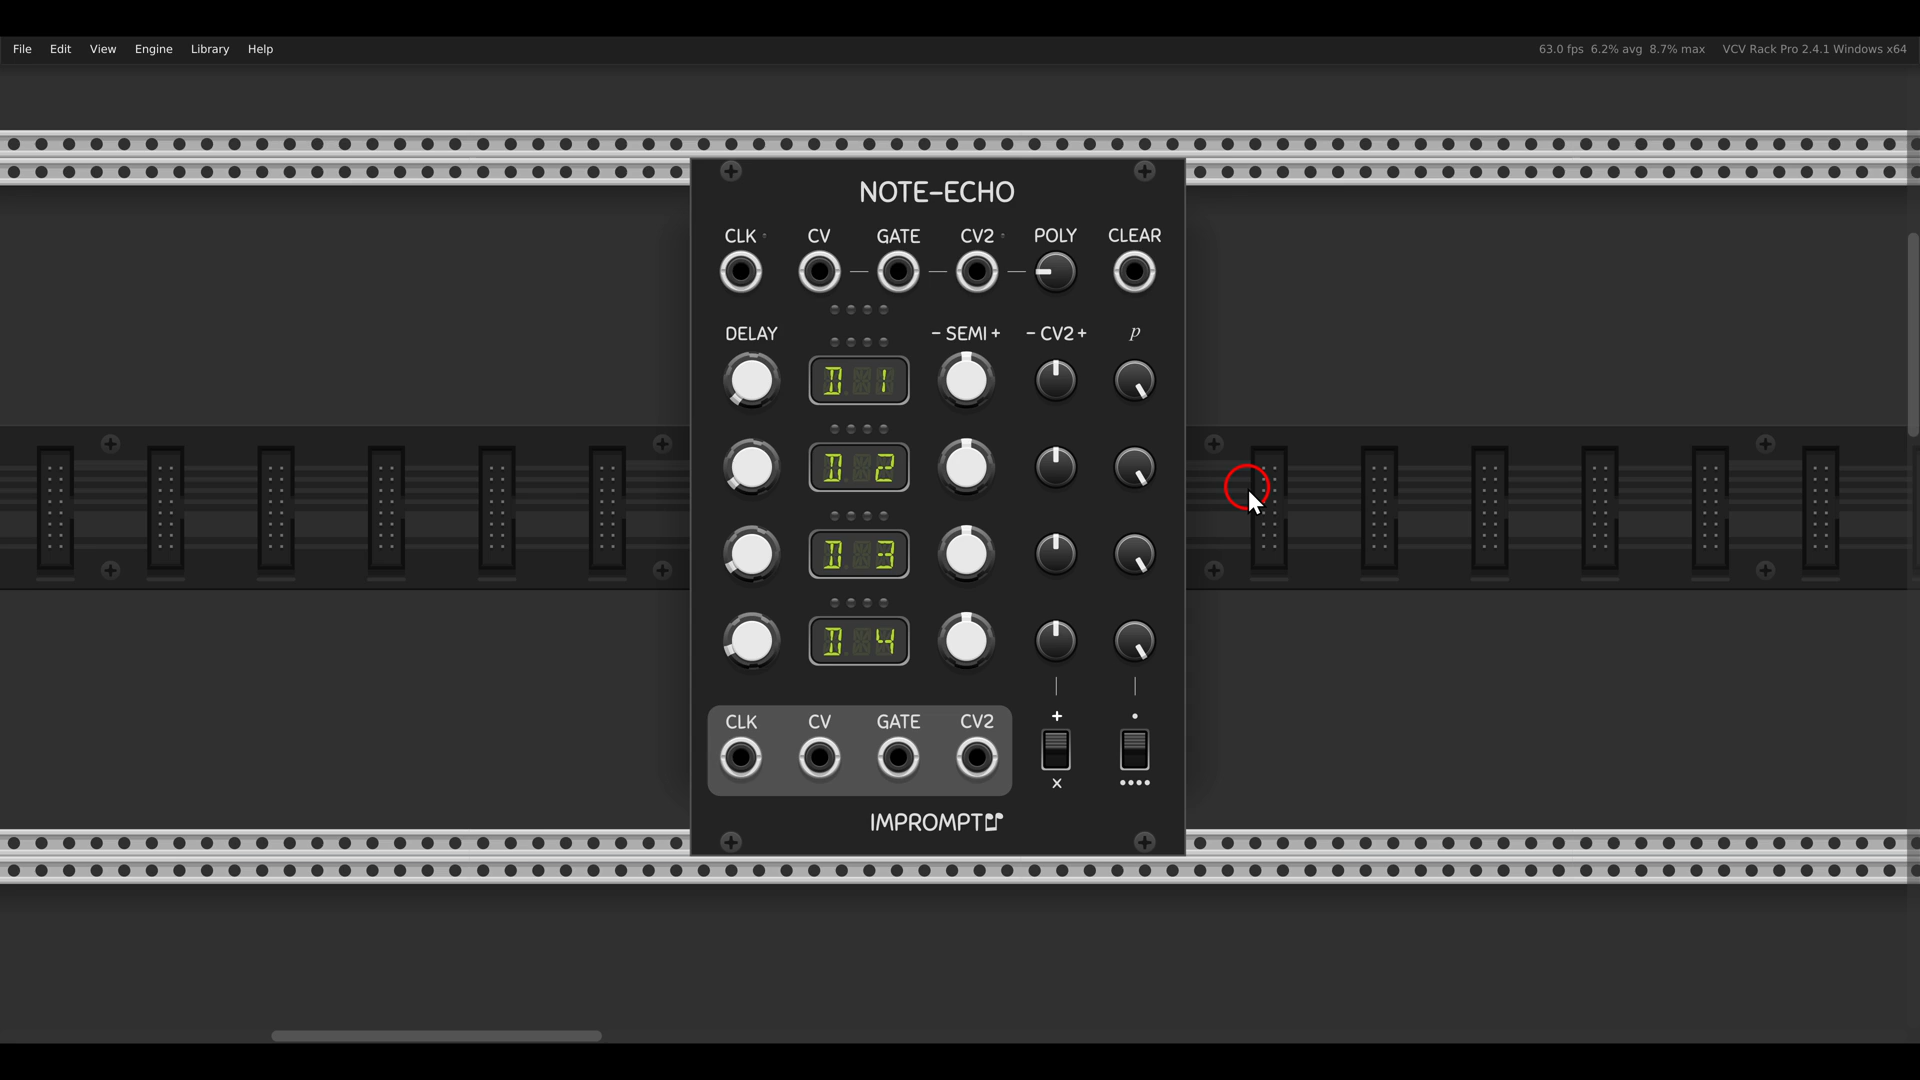 File Edit View Engine Library Help 63.0 fps 6.2% avg 8.7% max VCV Rack Pro 2.4.1 Windows x64
NOTE-ECHO
CLK CV GATE CV2 POLY CLEAR
DELAY - SEMI + - CV2 + p
D 1
D 2
D 3
D 4
CLK CV GATE CV2 +
x
IMPROMPTU